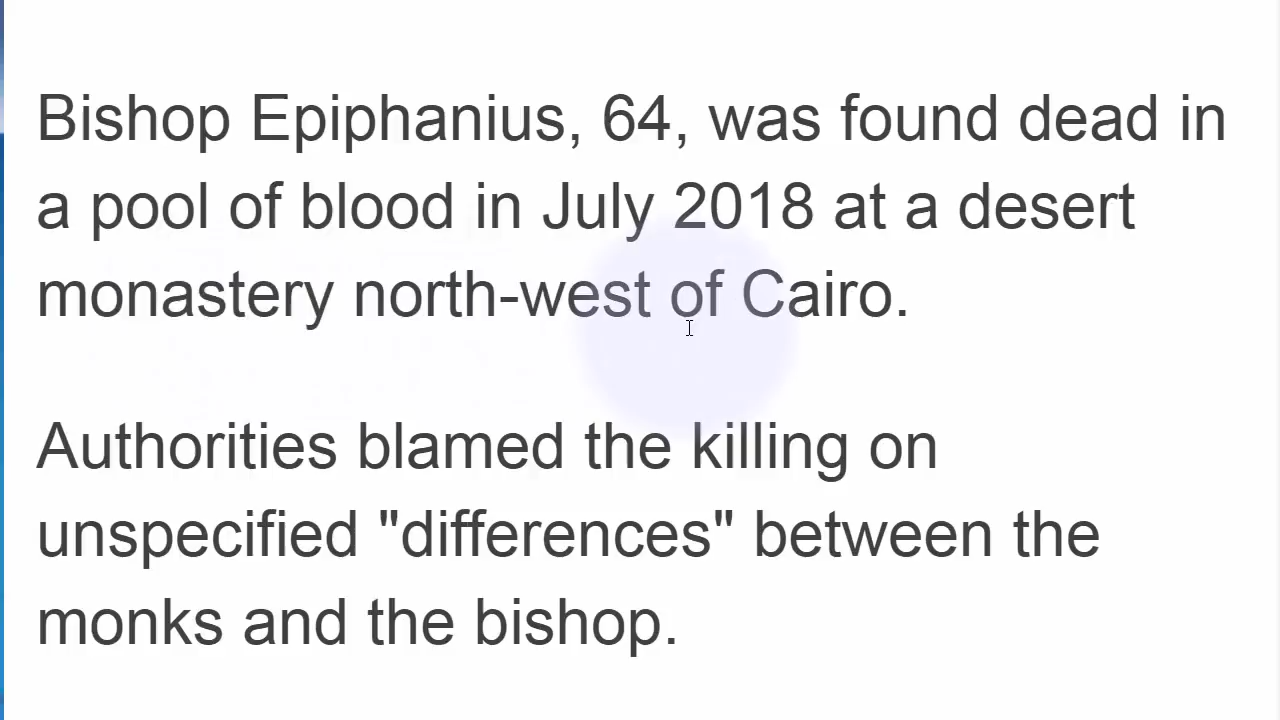 Bishop Epiphanius, 64, was found dead in
a pool of blood in July 2018 at a desert
monastery north-west of Cairo.
Authorities blamed the killing on
unspecified "differences" between the
monks and the bishop.